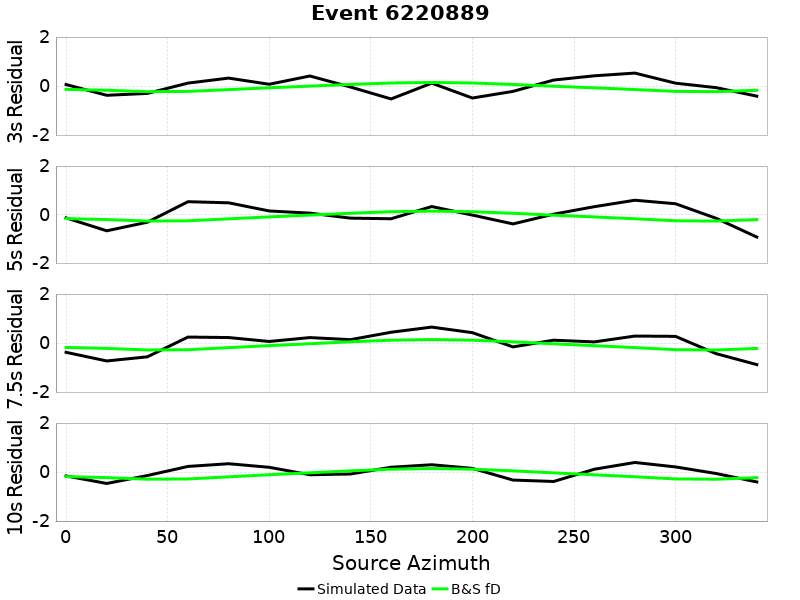 Event 6220889
3s Residual
2
0
-2
5s Residual
2
0
-2
7.5s Residual
2
0
-2
10s Residual
2
0
-2
0 50 100 150 200 250 300
Source Azimuth
Simulated Data B&S fD